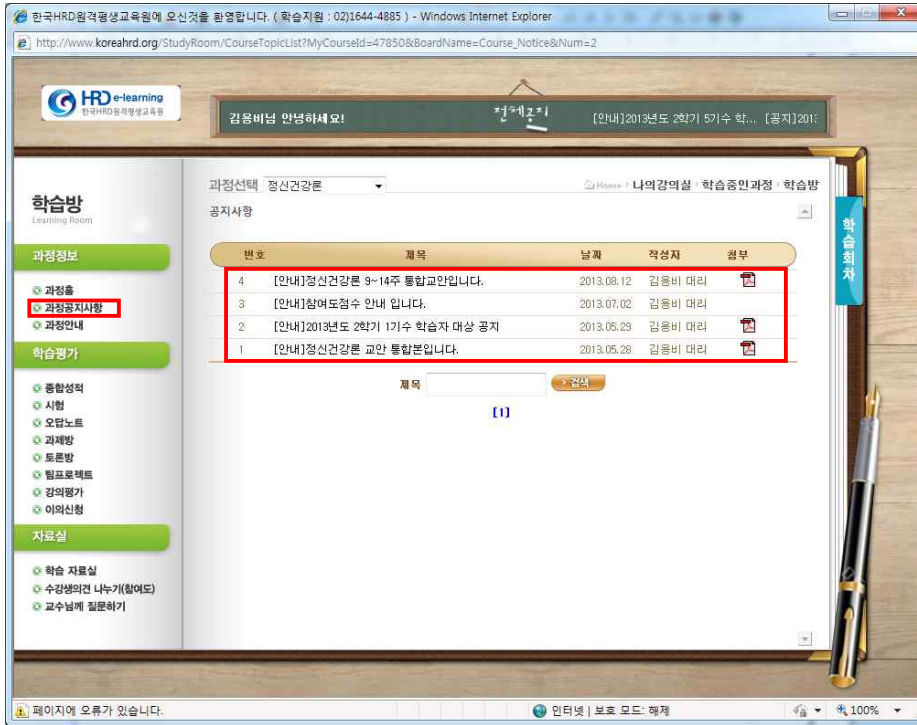 한국HRD원격평생교육원에 오신것을 환영합니다. ( 학습지원 : 02)1644-4885 ) - Windows Internet Explorer
http://www.koreahrd.org/StudyRoom/CourseTopicList?MyCourseId=47850&BoardName=Course_Notice&Num=2
HRD e-learning
한국HRD원격평생교육원
김용비님 안녕하세요!
전체공지
[안내]2013년도 2학기 5기수 학... [공지]201
학습방
Learning Room
과정선택 정신건강론
Home > 나의강의실 > 학습중인과정 > 학습방
공지사항
학습회차
과정정보
과정홈
과정공지사항
과정안내
학습평가
종합성적
시험
오답노트
과제방
토론방
팀프로젝트
강의평가
이의신청
자료실
학습 자료실
수강생의견 나누기(참여도)
교수님께 질문하기
번호 제목 날짜 작성자 첨부
4 [안내]정신건강론 9~14주 통합교안입니다. 2013.08.12 김용비 대리
3 [안내]참여도점수 안내 입니다. 2013.07.02 김용비 대리
2 [안내]2013년도 2학기 1기수 학습자 대상 공지 2013.05.29 김용비 대리
1 [안내]정신건강론 교안 통합본입니다. 2013.05.28 김용비 대리
제목 검색
[1]
페이지에 오류가 있습니다.
인터넷 | 보호 모드: 해제
100%